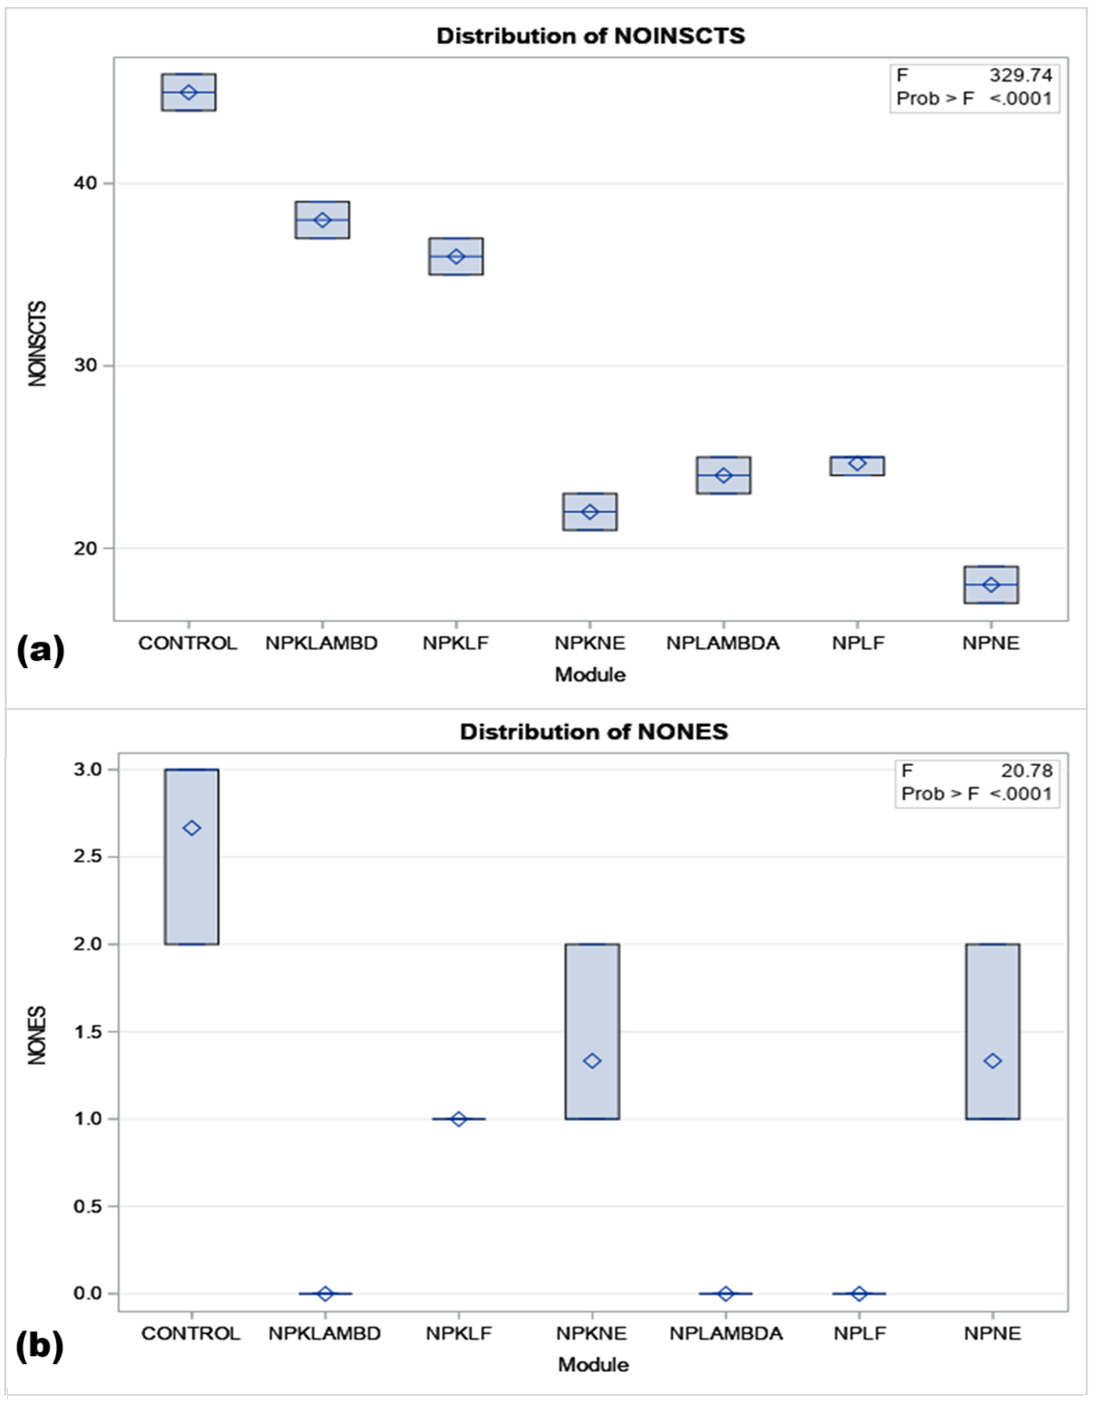 Distribution of NOINSCTS
F 329.74
Prob > F <.0001
40
30
20
NOINSCTS
CONTROL NPKLAMBD NPKLF NPKNE NPLAMBDA NPLF NPNE
Module
(a)
Distribution of NONES
F 20.78
Prob > F <.0001
3.0
2.5
2.0
1.5
1.0
0.5
0.0
NONES
CONTROL NPKLAMBD NPKLF NPKNE NPLAMBDA NPLF NPNE
Module
(b)